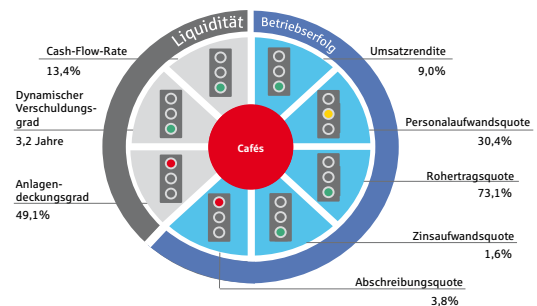 Liquidität
Betriebserfolg
Cash-Flow-Rate
13,4%
Umsatzrendite
9,0%
Dynamischer
Verschuldungs-
grad
3,2 Jahre
Personalaufwandsquote
30,4%
Cafés
Anlagen-
deckungsgrad
49,1%
Rohertragsquote
73,1%
Zinsaufwandsquote
1,6%
Abschreibungsquote
3,8%